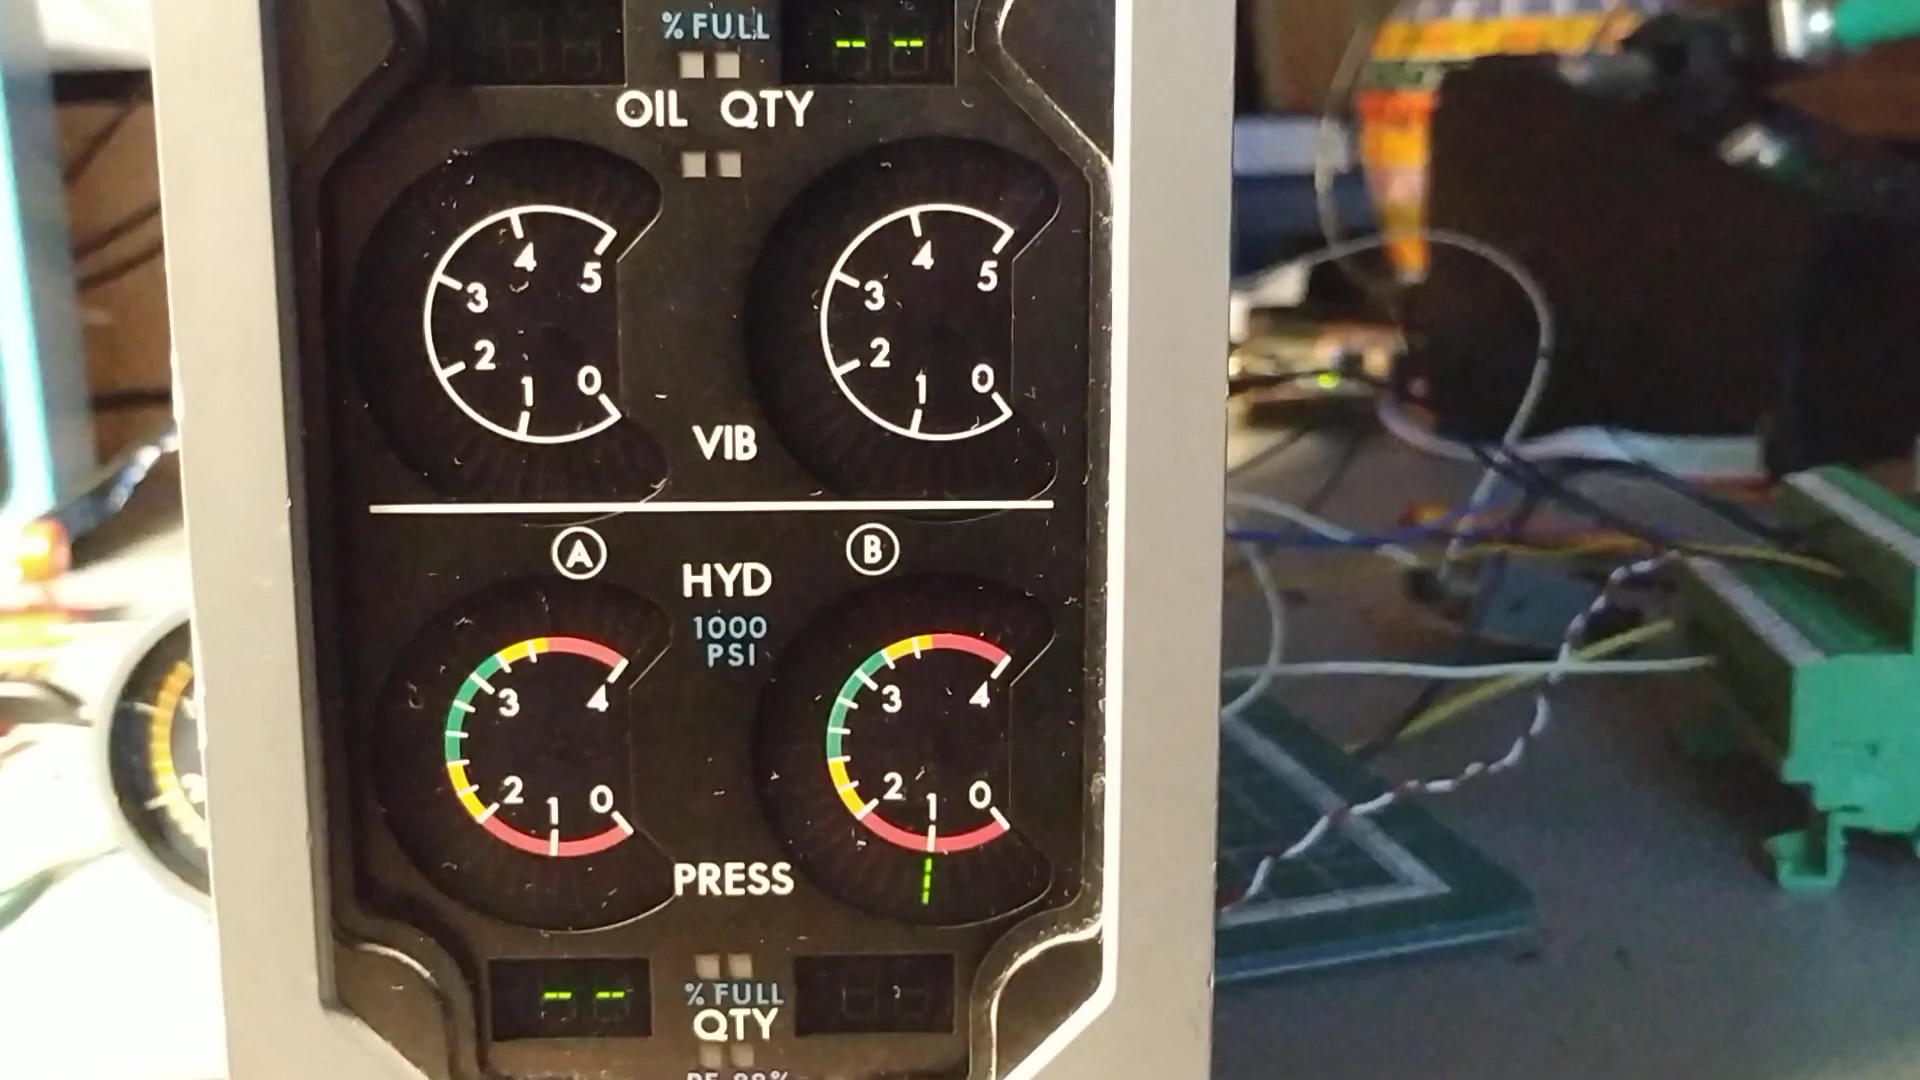 % FULL
-- --
OIL QTY
4 5 3 2 1 0
4 5 3 2 1 0
VIB
A B
HYD
1000
PSI
3 4 2 1 0
3 4 2 1 0
PRESS
% FULL
QTY